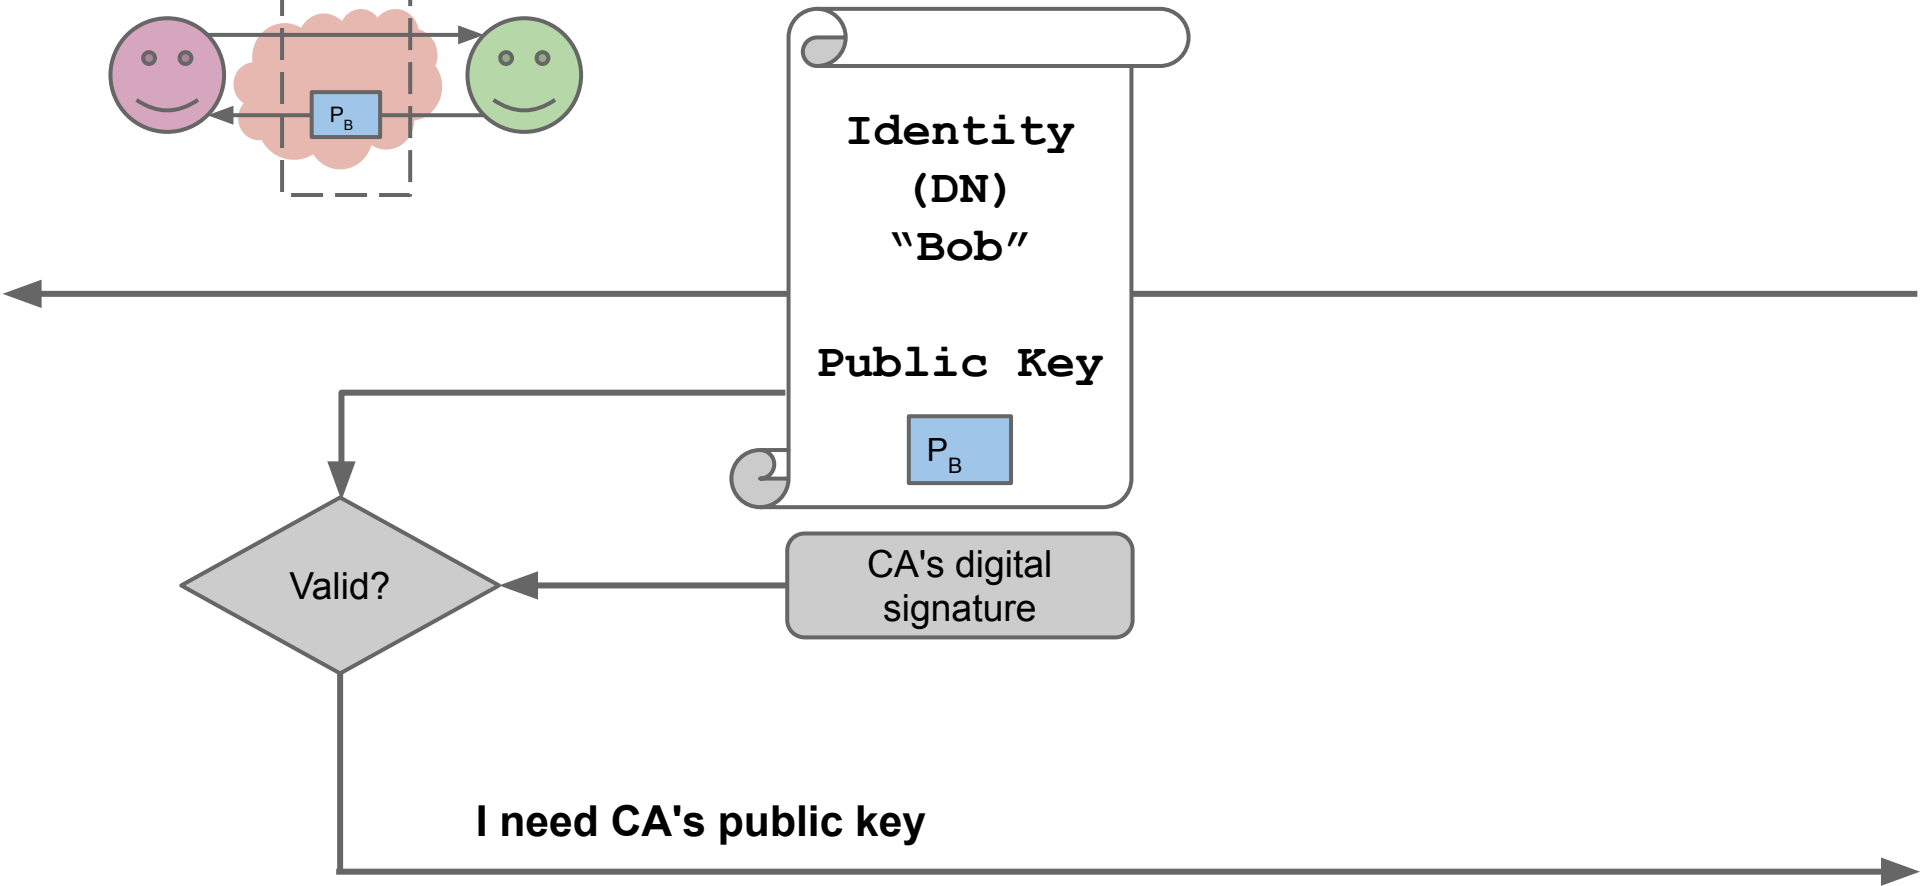 P_B
Identity
(DN)
“Bob”
Public Key
P_B
CA's digital
signature
Valid?
I need CA's public key